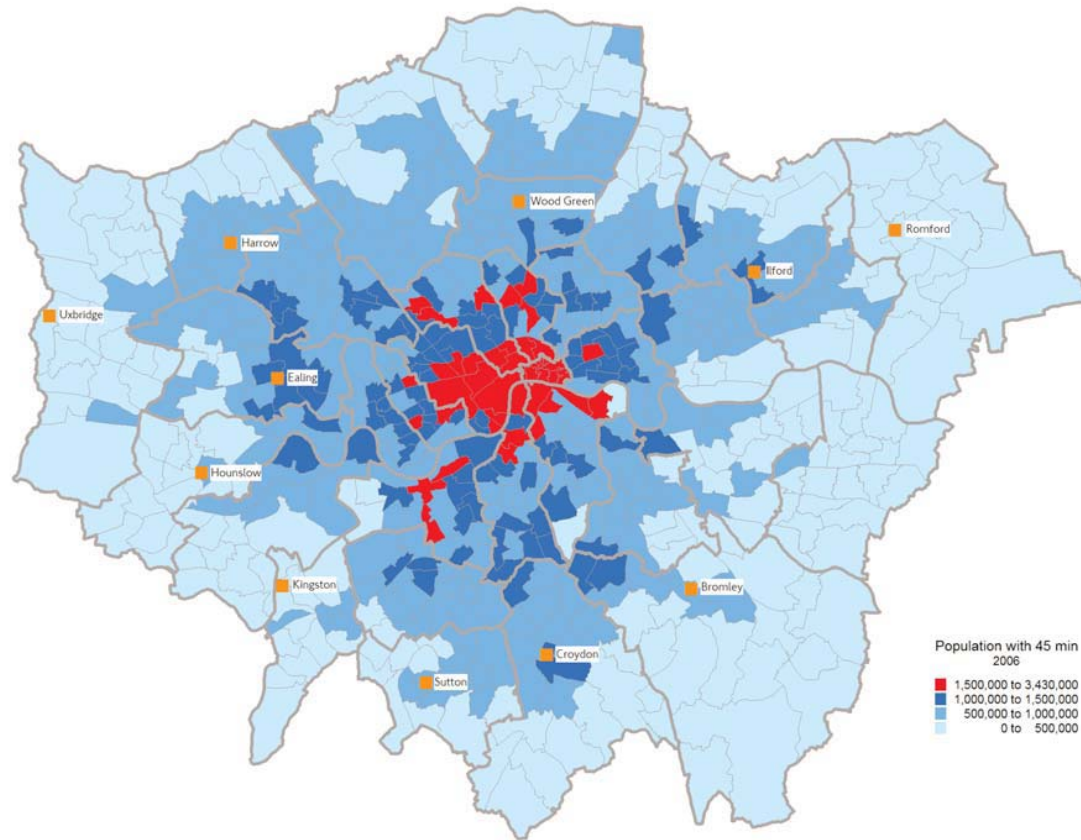 Wood Green
Romford
Harrow
Ilford
Uxbridge
Ealing
Hounslow
Kingston
Bromley
Croydon
Sutton
Population with 45 min
2006
1,500,000 to 3,430,000
1,000,000 to 1,500,000
500,000 to 1,000,000
0 to 500,000